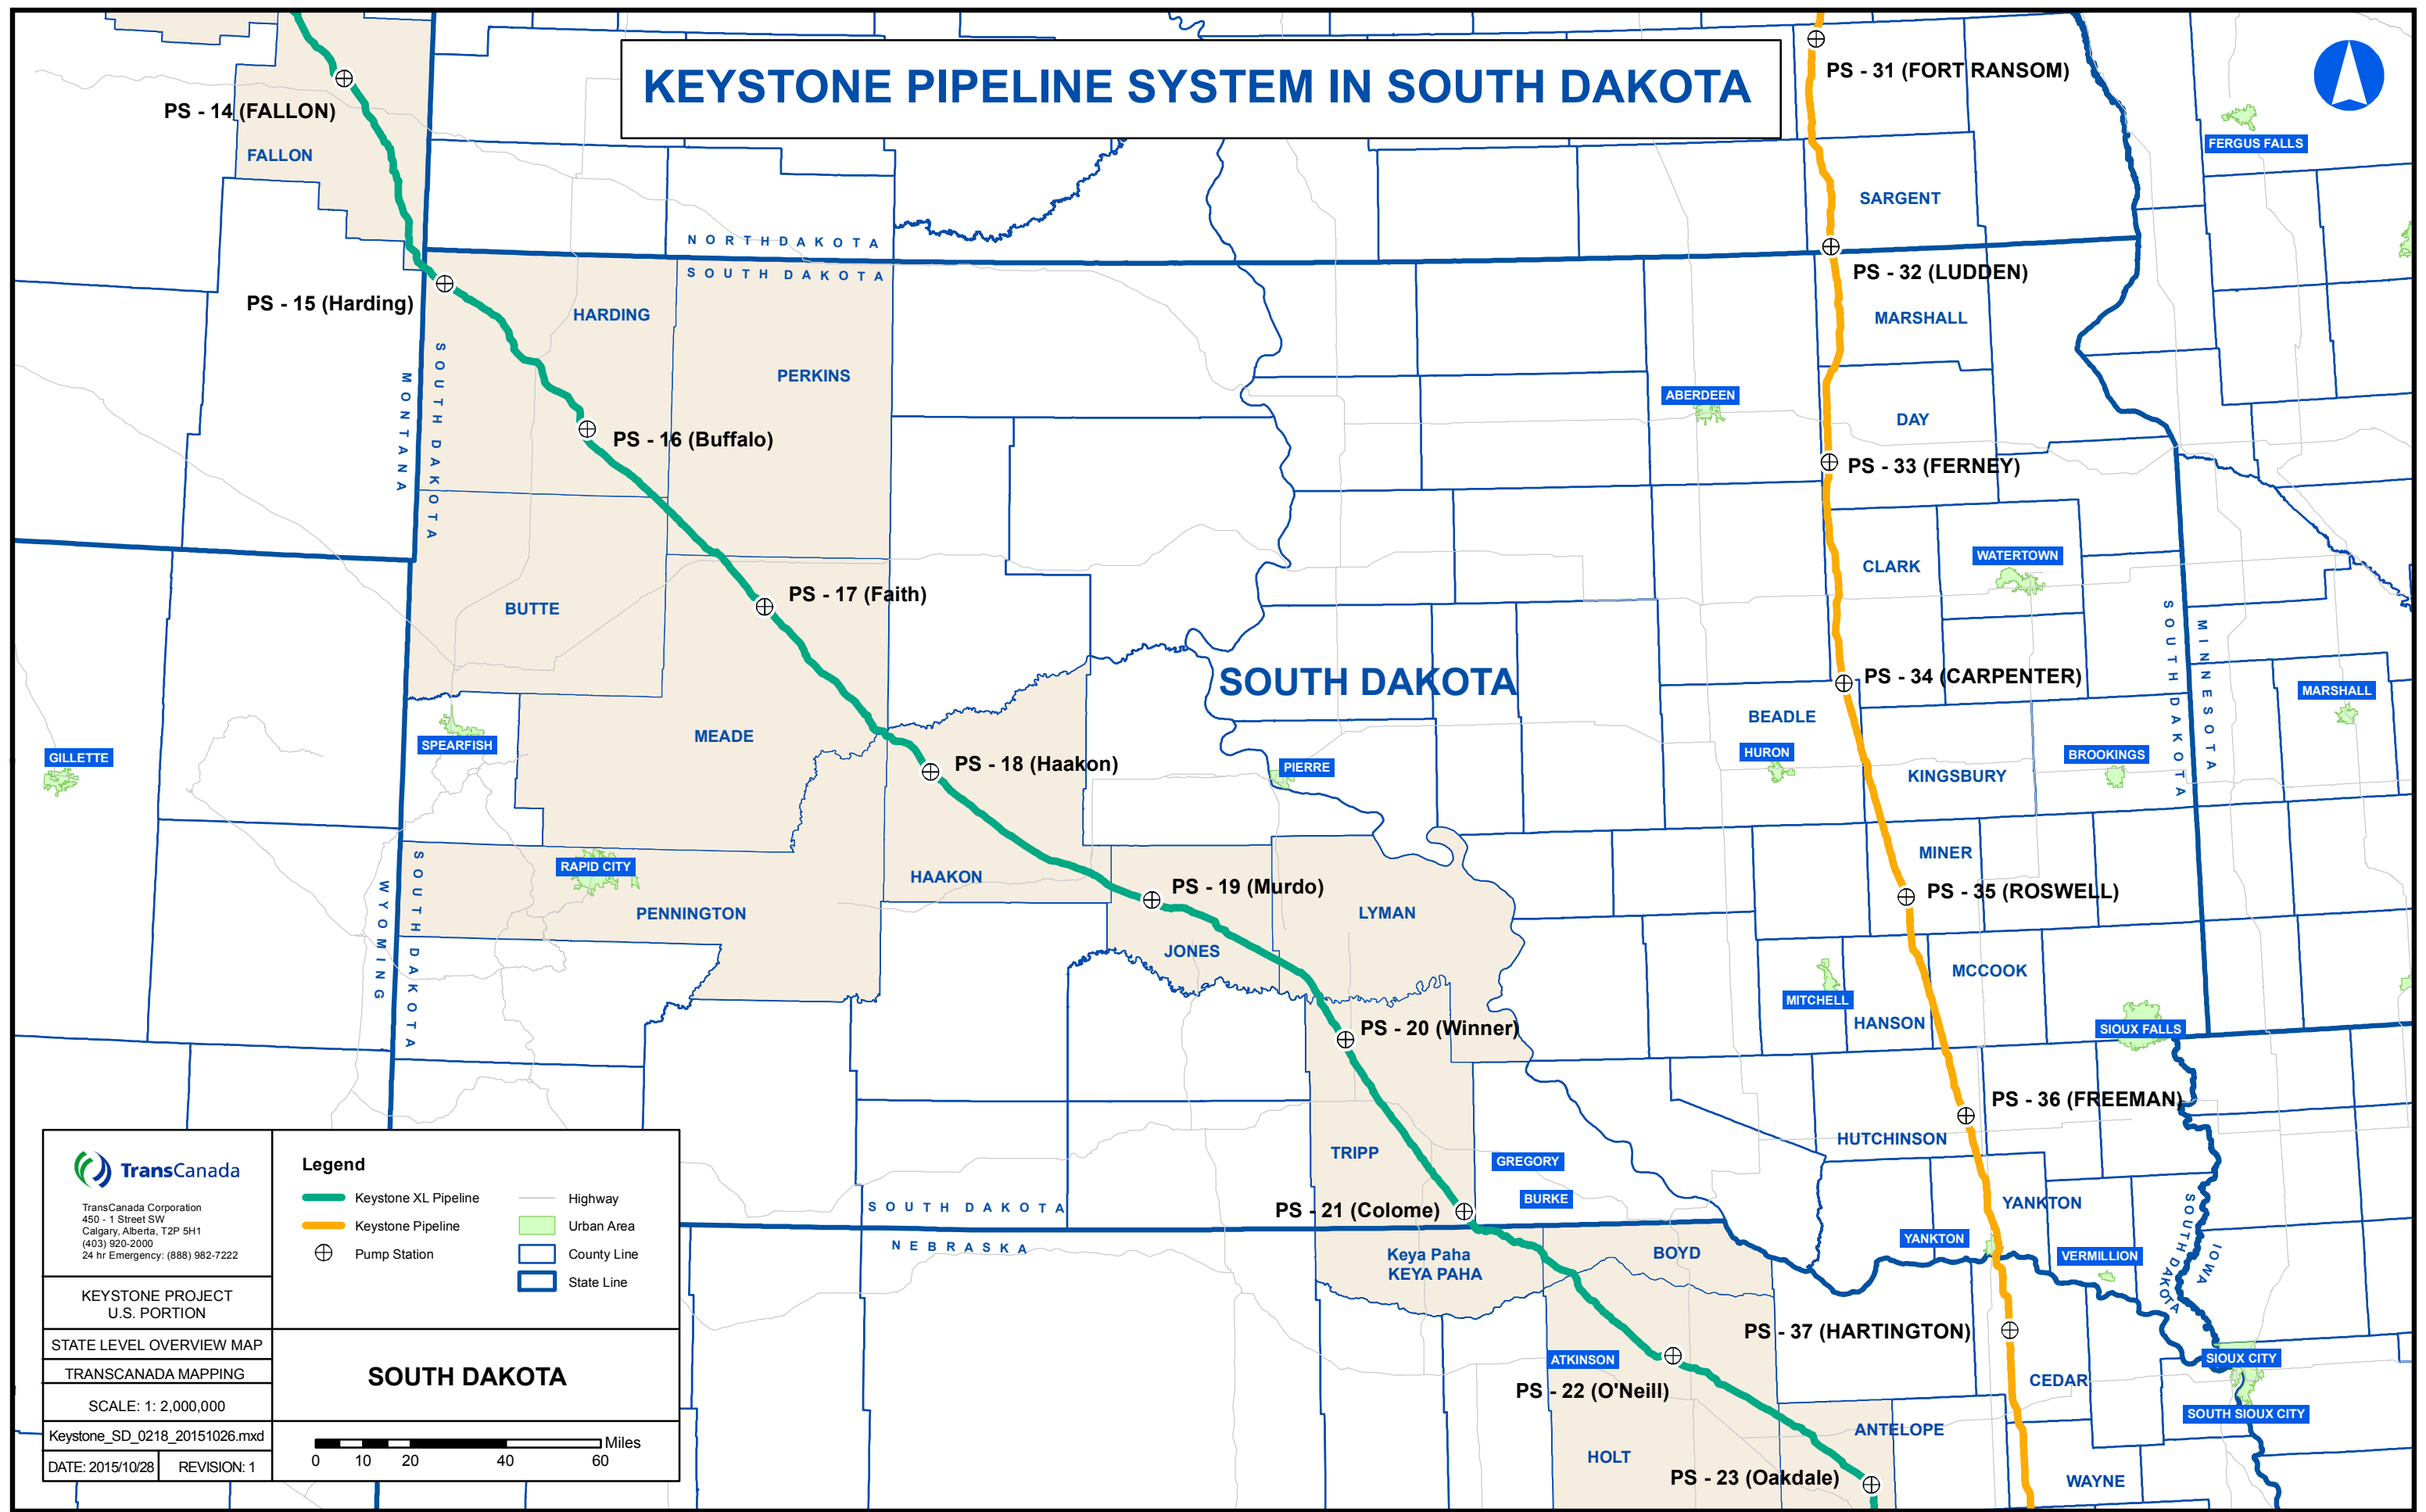 KEYSTONE PIPELINE SYSTEM IN SOUTH DAKOTA
PS - 31 (FORT RANSOM)
FERGUS FALLS
PS - 14 (FALLON)
FALLON
SARGENT
NORTH DAKOTA
SOUTH DAKOTA
PS - 32 (LUDDEN)
PS - 15 (Harding)
HARDING
MARSHALL
SOUTH DAKOTA
MONTANA
PERKINS
ABERDEEN
DAY
PS - 16 (Buffalo)
PS - 33 (FERNEY)
CLARK
WATERTOWN
PS - 17 (Faith)
BUTTE
SOUTH DAKOTA
MINNESOTA
SOUTH DAKOTA
PS - 34 (CARPENTER)
MARSHALL
BEADLE
MEADE
SPEARFISH
GILLETTE
HURON
BROOKINGS
PS - 18 (Haakon)
PIERRE
KINGSBURY
MINER
RAPID CITY
HAAKON
PS - 19 (Murdo)
PS - 35 (ROSWELL)
PENNINGTON
LYMAN
WYOMING
SOUTH DAKOTA
JONES
MCCOOK
MITCHELL
HANSON
SIOUX FALLS
PS - 20 (Winner)
PS - 36 (FREEMAN)
HUTCHINSON
TRIPP
GREGORY
BURKE
YANKTON
SOUTH DAKOTA
PS - 21 (Colome)
NEBRASKA
YANKTON
VERMILLION
SOUTH DAKOTA
IOWA
Keya Paha
KEYA PAHA
BOYD
PS - 37 (HARTINGTON)
ATKINSON
SIOUX CITY
PS - 22 (O'Neill)
CEDAR
SOUTH SIOUX CITY
ANTELOPE
HOLT
PS - 23 (Oakdale)
WAYNE
TransCanada
TransCanada Corporation
450 - 1 Street SW
Calgary, Alberta, T2P 5H1
(403) 920-2000
24 hr Emergency: (888) 982-7222
KEYSTONE PROJECT
U.S. PORTION
STATE LEVEL OVERVIEW MAP
TRANSCANADA MAPPING
SCALE: 1: 2,000,000
Keystone_SD_0218_20151026.mxd
DATE: 2015/10/28
REVISION: 1
Legend
Keystone XL Pipeline
Keystone Pipeline
Pump Station
Highway
Urban Area
County Line
State Line
SOUTH DAKOTA
Miles
0 10 20 40 60